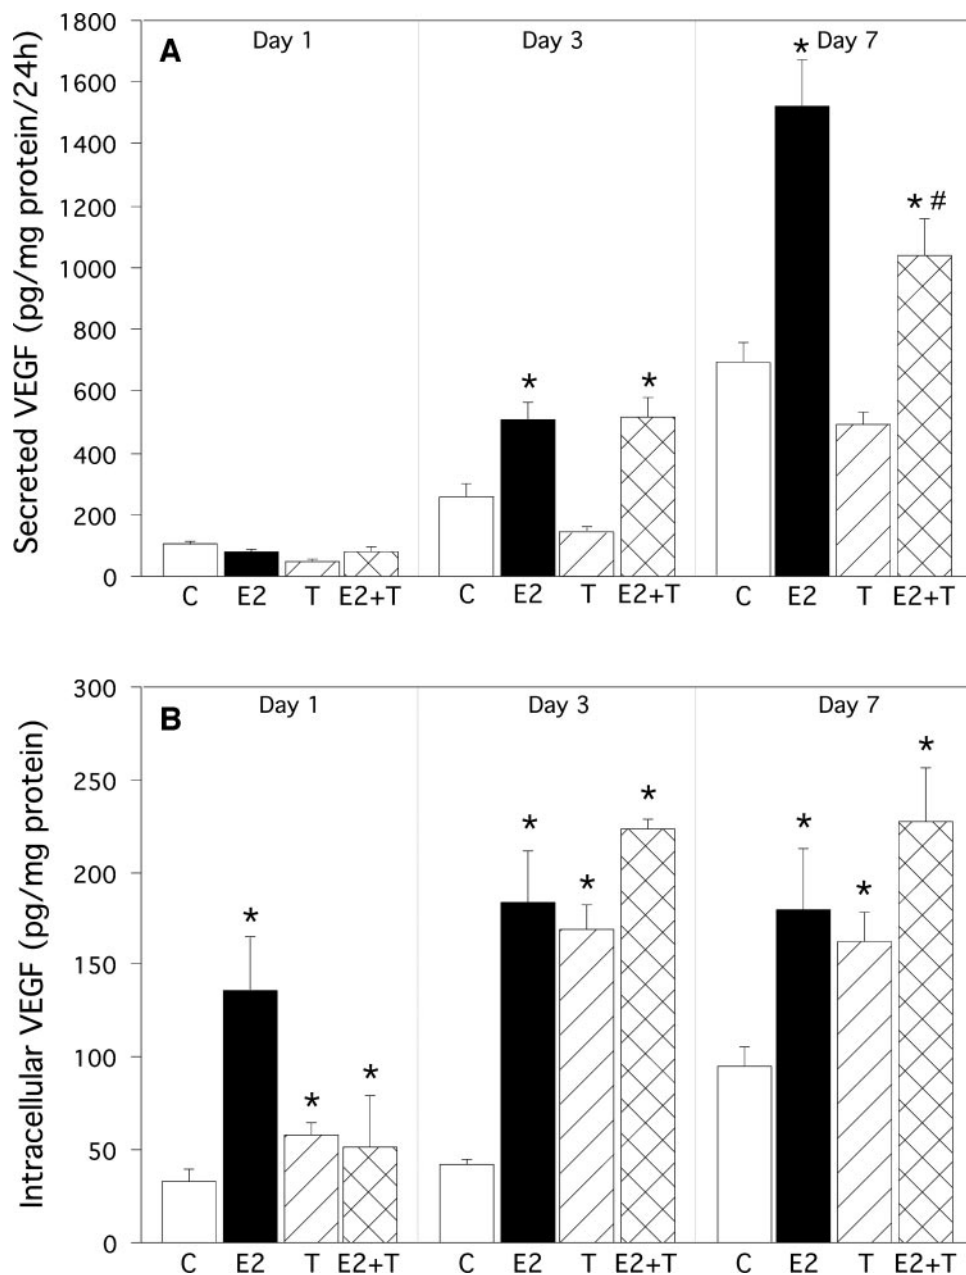 A
Day 1
Day 3
Day 7
Secreted VEGF (pg/mg protein/24h)
1800
1600
1400
1200
1000
800
600
400
200
0
*
*
*
* #
C E2 T E2+T C E2 T E2+T C E2 T E2+T
B
Day 1
Day 3
Day 7
Intracellular VEGF (pg/mg protein)
300
250
200
150
100
50
0
*
*
*
*
*
*
*
*
*
C E2 T E2+T C E2 T E2+T C E2 T E2+T